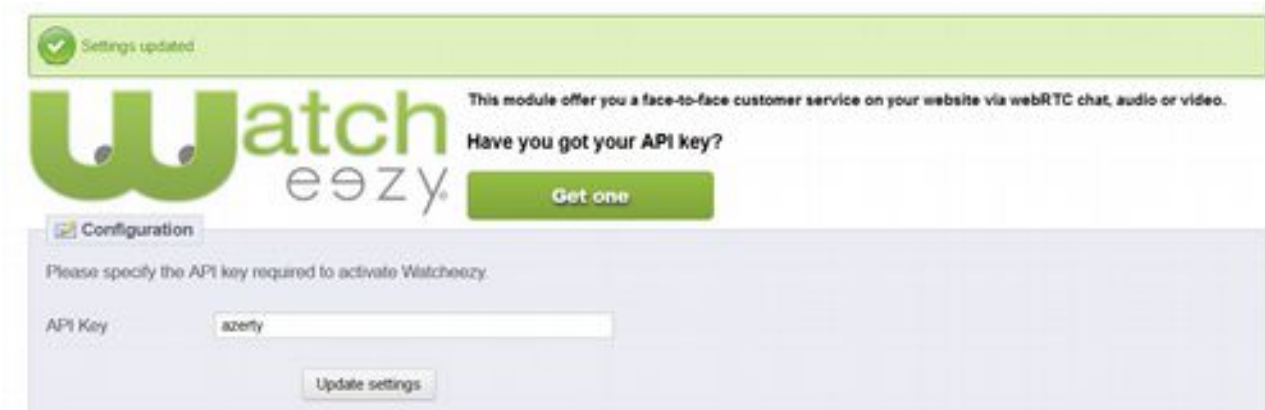 Settings updated
Watch
eezy®
This module offer you a face-to-face customer service on your website via webRTC chat, audio or video.
Have you got your API key?
Get one
Configuration
Please specify the API key required to activate Watcheezy.
API Key
azerty
Update settings